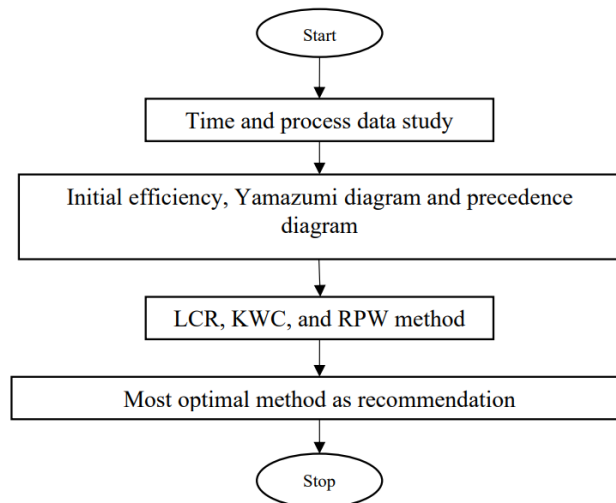 Start
Time and process data study
Initial efficiency, Yamazumi diagram and precedence
diagram
LCR, KWC, and RPW method
Most optimal method as recommendation
Stop